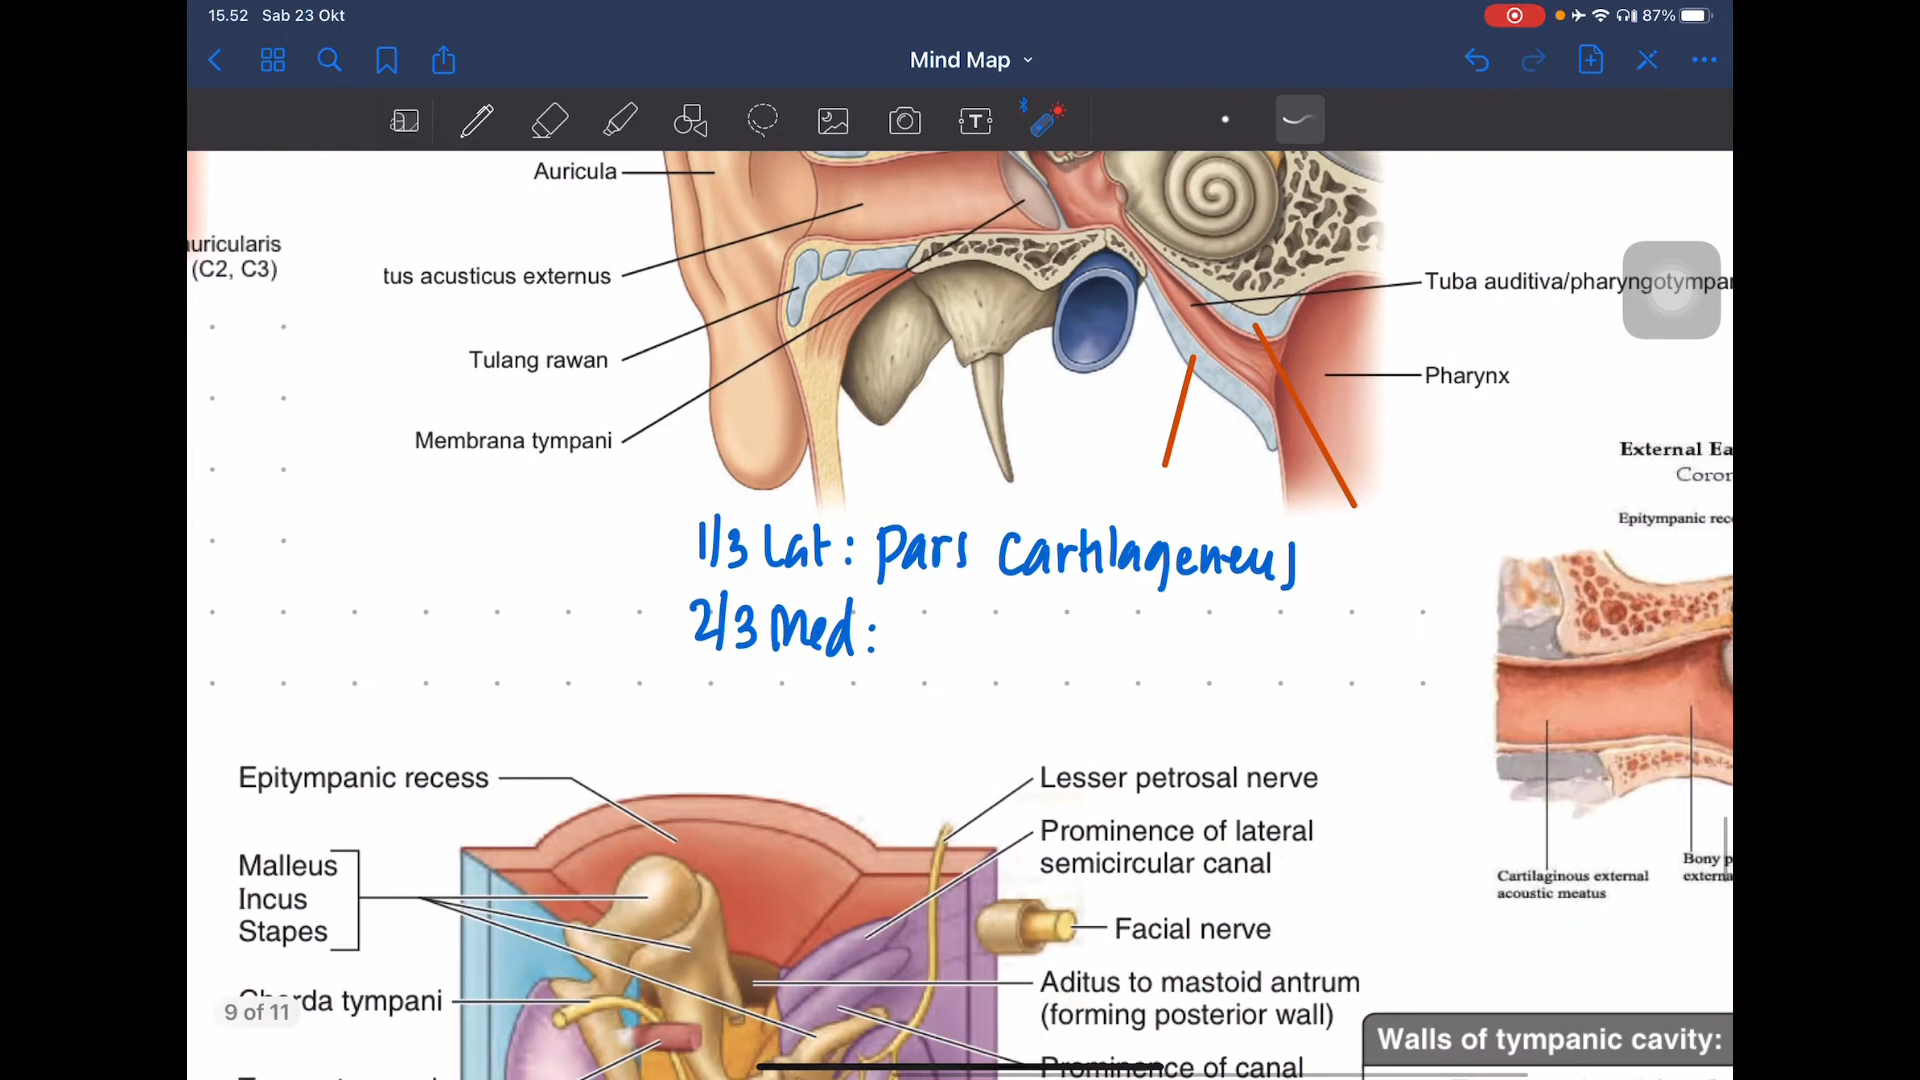 15.52 Sab 23 Okt
87%
Mind Map
Auricula
uricularis
(C2, C3)
tus acusticus externus
Tulang rawan
Membrana tympani
Tuba auditiva/pharyngotympa
Pharynx
External Ea
Coror
Epitympanic rec
1/3 Lat : Pars Cartilageneus
2/3 Med :
Cartilaginous external
acoustic meatus
Bony p
externa
Epitympanic recess
Malleus
Incus
Stapes
Chorda tympani
Lesser petrosal nerve
Prominence of lateral
semicircular canal
Facial nerve
Aditus to mastoid antrum
(forming posterior wall)
Prominence of canal
9 of 11
Walls of tympanic cavity: